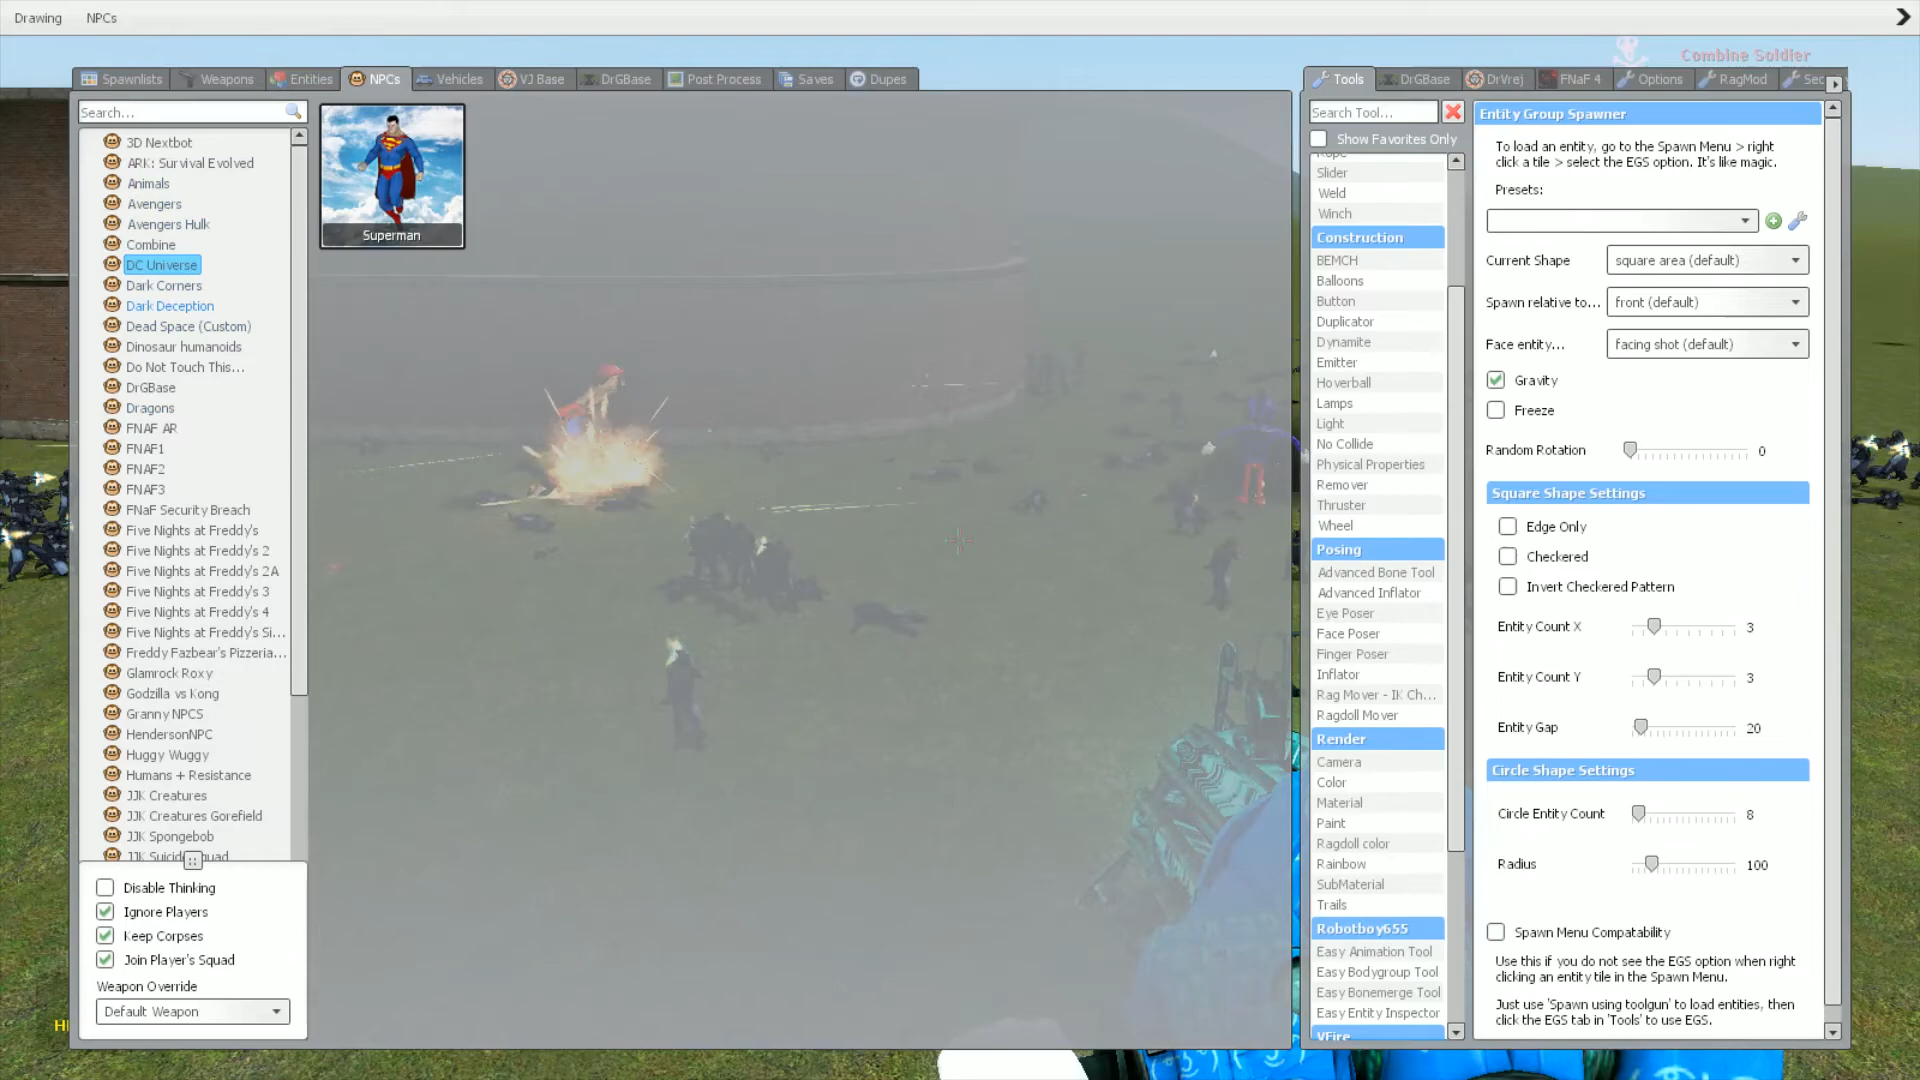 Drawing NPCs
Combine Soldier
Spawnlists Weapons Entities NPCs Vehicles VJ Base DrGBase Post Process Saves Dupes
Search...
3D Nextbot
ARK: Survival Evolved
Animals
Avengers
Avengers Hulk
Combine
DC Universe
Dark Corners
Dark Deception
Dead Space (Custom)
Dinosaur humanoids
Do Not Touch This...
DrGBase
Dragons
FNAF AR
FNAF1
FNAF2
FNAF3
FNaF Security Breach
Five Nights at Freddy's
Five Nights at Freddy's 2
Five Nights at Freddy's 2A
Five Nights at Freddy's 3
Five Nights at Freddy's 4
Five Nights at Freddy's Si...
Freddy Fazbear's Pizzeria...
Glamrock Roxy
Godzilla vs Kong
Granny NPCS
HendersonNPC
Huggy Wuggy
Humans + Resistance
JJK Creatures
JJK Creatures Gorefield
JJK Spongebob
Disable Thinking
Ignore Players
Keep Corpses
Join Player's Squad
Weapon Override
Default Weapon
Superman
Tools DrGBase DrVrej FNaF 4 Options RagMod Sec
Search Tool...
Show Favorites Only
Rope
Slider
Weld
Winch
Construction
BEMCH
Balloons
Button
Duplicator
Dynamite
Emitter
Hoverball
Lamps
Light
No Collide
Physical Properties
Remover
Thruster
Wheel
Posing
Advanced Bone Tool
Advanced Inflator
Eye Poser
Face Poser
Finger Poser
Inflator
Rag Mover - IK Ch...
Ragdoll Mover
Render
Camera
Color
Material
Paint
Ragdoll color
Rainbow
SubMaterial
Trails
Robotboy655
Easy Animation Tool
Easy Bodygroup Tool
Easy Bonemerge Tool
Easy Entity Inspector
VFire
Entity Group Spawner
To load an entity, go to the Spawn Menu > right
click a tile > select the EGS option. It's like magic.
Presets:
Current Shape square area (default)
Spawn relative to... front (default)
Face entity... facing shot (default)
Gravity
Freeze
Random Rotation 0
Square Shape Settings
Edge Only
Checkered
Invert Checkered Pattern
Entity Count X 3
Entity Count Y 3
Entity Gap 20
Circle Shape Settings
Circle Entity Count 8
Radius 100
Spawn Menu Compatability
Use this if you do not see the EGS option when right
clicking an entity tile in the Spawn Menu.
Just use 'Spawn using toolgun' to load entities, then
click the EGS tab in 'Tools' to use EGS.